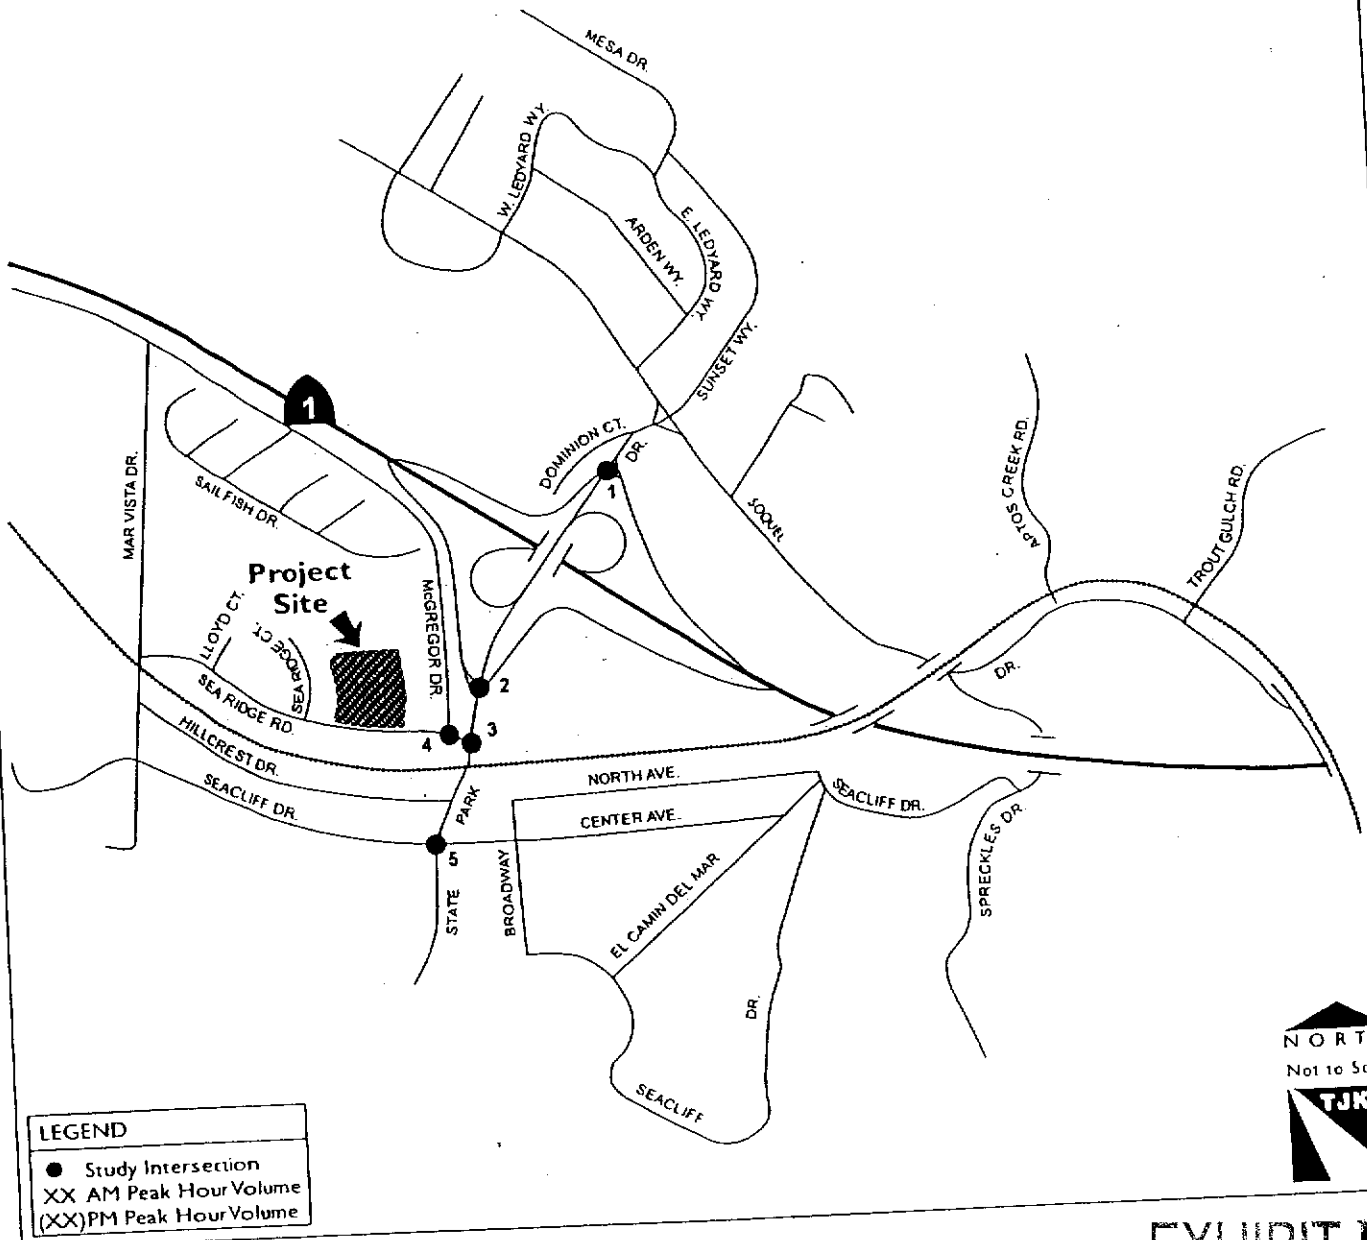 MESA DR.
W. LEDYARD WY.
ARDEN WY.
E. LEDYARD WY.
SUNSET WY.
1
DOMINION CT.
DR.
1
SOQUEL
APTOS CREEK RD.
TROUT GULCH RD.
MAR VISTA DR.
SAILFISH DR.
Project
Site
LLOYD CT.
SEA RIDGE CT.
McGREGOR DR.
2
DR.
SEA RIDGE RD.
4
3
HILLCREST DR.
NORTH AVE.
SEACLIFF DR.
SEACLIFF DR.
PARK
CENTER AVE.
5
STATE
BROADWAY
EL CAMIN DEL MAR
SPRECKLES DR.
DR.
SEACLIFF
NORT
Not to Sc
TJK
LEGEND
Study Intersection
XX AM Peak Hour Volume
(XX) PM Peak Hour Volume